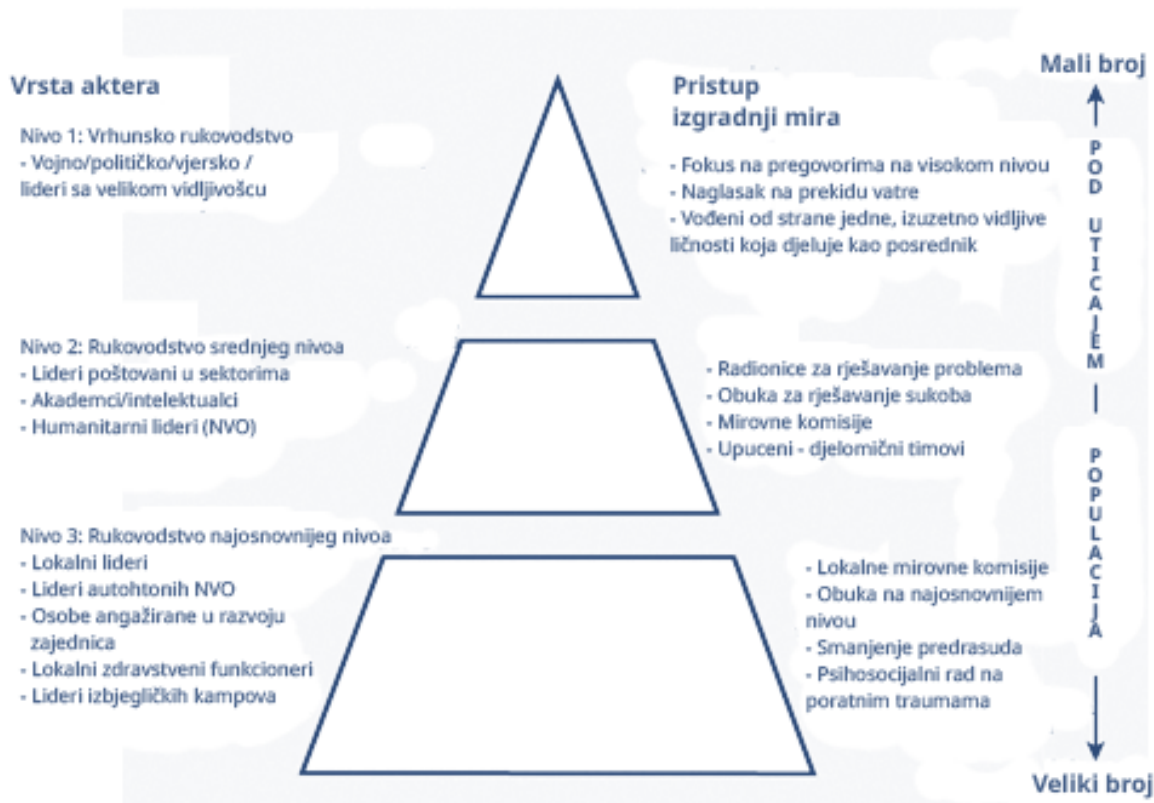 Vrsta aktera
Nivo 1: Vrhunsko rukovodstvo
- Vojno/političko/vjersko /
lideri sa velikom vidljivošcu
Pristup
izgradnji mira
- Fokus na pregovorima na visokom nivou
- Naglasak na prekidu vatre
- Vođeni od strane jedne, izuzetno vidljive
ličnosti koja djeluje kao posrednik
Nivo 2: Rukovodstvo srednjeg nivoa
- Lideri poštovani u sektorima
- Akademci/intelektualci
- Humanitarni lideri (NVO)
- Radionice za rješavanje problema
- Obuka za rješavanje sukoba
- Mirovne komisije
- Upuceni - djelomični timovi
Nivo 3: Rukovodstvo najosnovnijeg nivoa
- Lokalni lideri
- Lideri autohtonih NVO
- Osobe angažirane u razvoju
zajednica
- Lokalni zdravstveni funkcioneri
- Lideri izbjegličkih kampova
- Lokalne mirovne komisije
- Obuka na najosnovnijem
nivou
- Smanjenje predrasuda
- Psihosocijalni rad na
poratnim traumama
Mali broj
POD UTICAJEM
POPULACIJA
Veliki broj